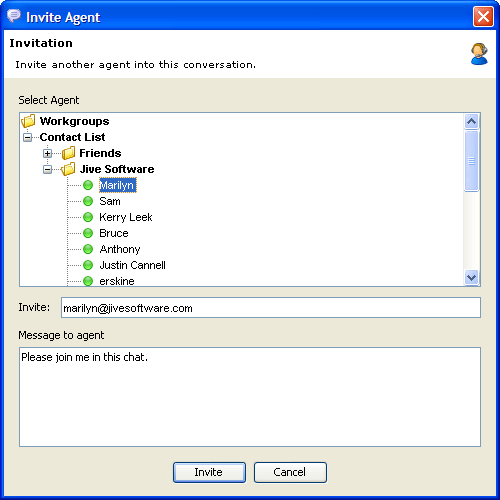 Invite Agent
Invitation
Invite another agent into this conversation.
Select Agent
Workgroups
Contact List
Friends
Jive Software
Marilyn
Sam
Kerry Leek
Bruce
Anthony
Justin Cannell
erskine
Invite: marilyn@jivesoftware.com
Message to agent
Please join me in this chat.
Invite Cancel